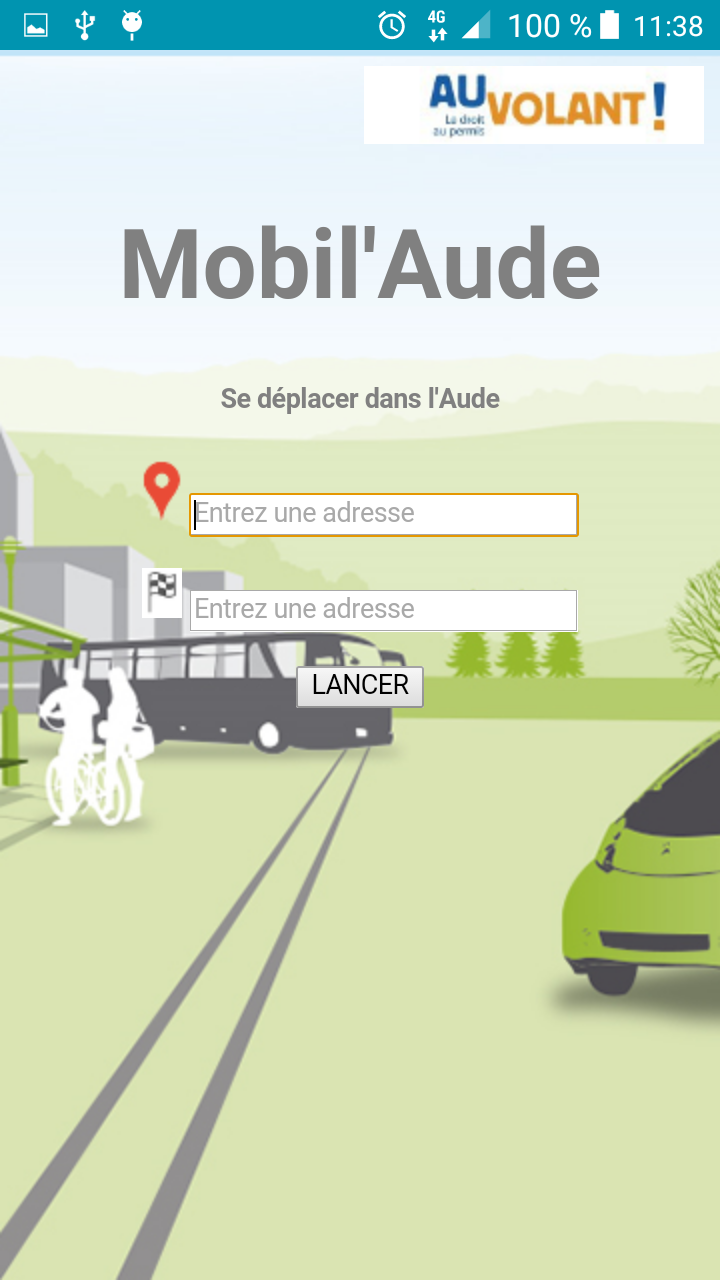 4G
100 %
11:38
AU VOLANT !
Le droit
au permis
Mobil'Aude
Se déplacer dans l'Aude
Entrez une adresse
Entrez une adresse
LANCER